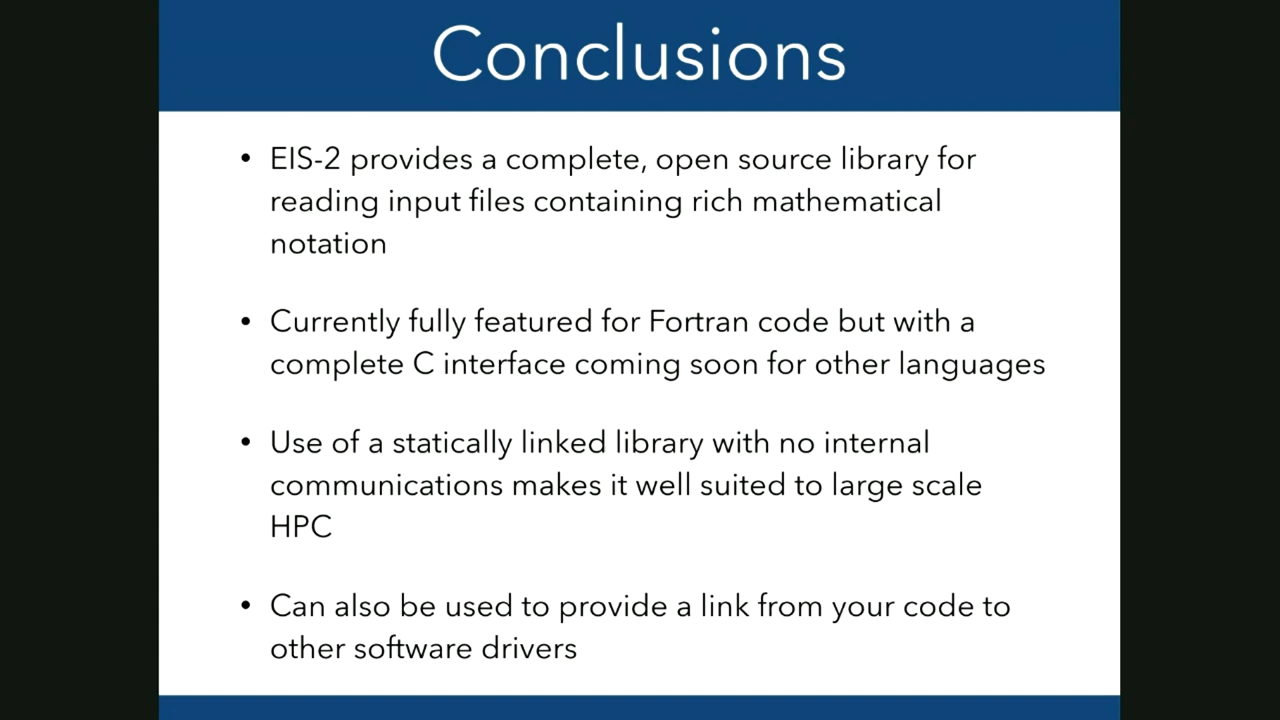 Conclusions
• EIS-2 provides a complete, open source library for
reading input files containing rich mathematical
notation
• Currently fully featured for Fortran code but with a
complete C interface coming soon for other languages
• Use of a statically linked library with no internal
communications makes it well suited to large scale
HPC
• Can also be used to provide a link from your code to
other software drivers